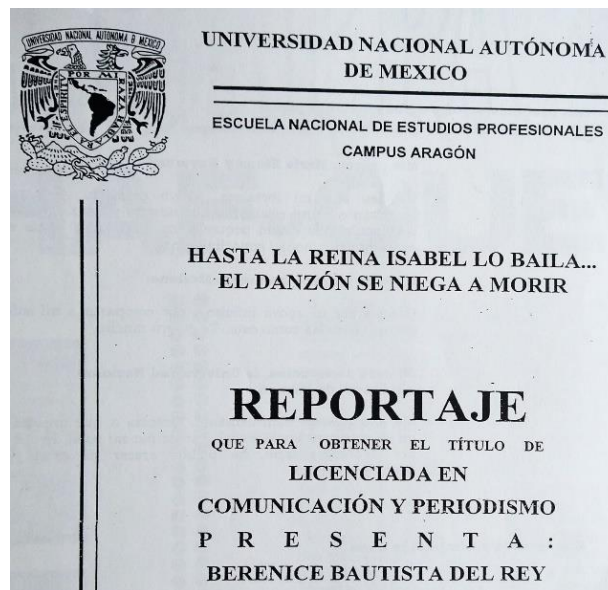 UNIVERSIDAD NACIONAL AUTÓNOMA
DE MEXICO
ESCUELA NACIONAL DE ESTUDIOS PROFESIONALES
CAMPUS ARAGÓN
HASTA LA REINA ISABEL LO BAILA...
EL DANZÓN SE NIEGA A MORIR
REPORTAJE
QUE PARA OBTENER EL TÍTULO DE
LICENCIADA EN
COMUNICACIÓN Y PERIODISMO
P R E S E N T A :
BERENICE BAUTISTA DEL REY